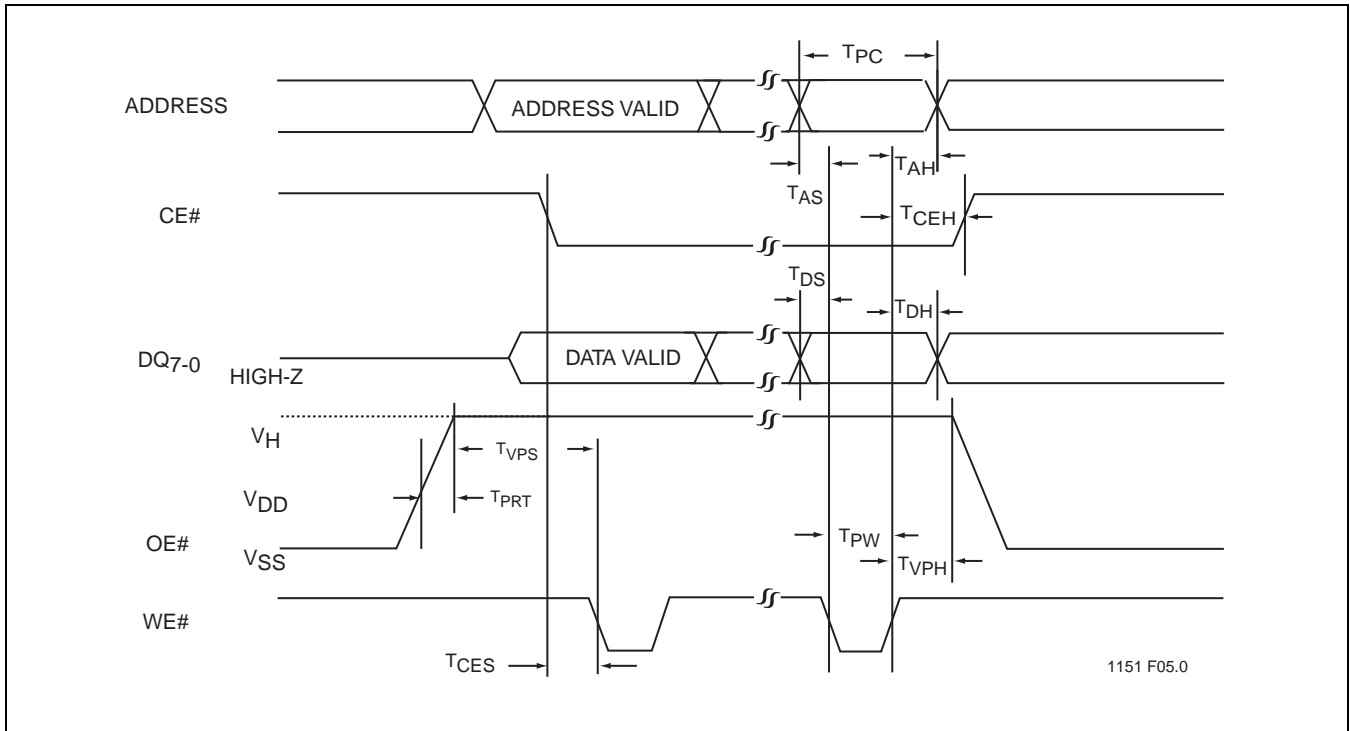 TPC
ADDRESS
ADDRESS VALID
TAH
TAS
CE#
TCEH
TDS
TDH
DQ7-0
HIGH-Z
DATA VALID
VH
TVPS
VDD
TPRT
OE#
VSS
TPW
TVPH
WE#
TCES
1151 F05.0